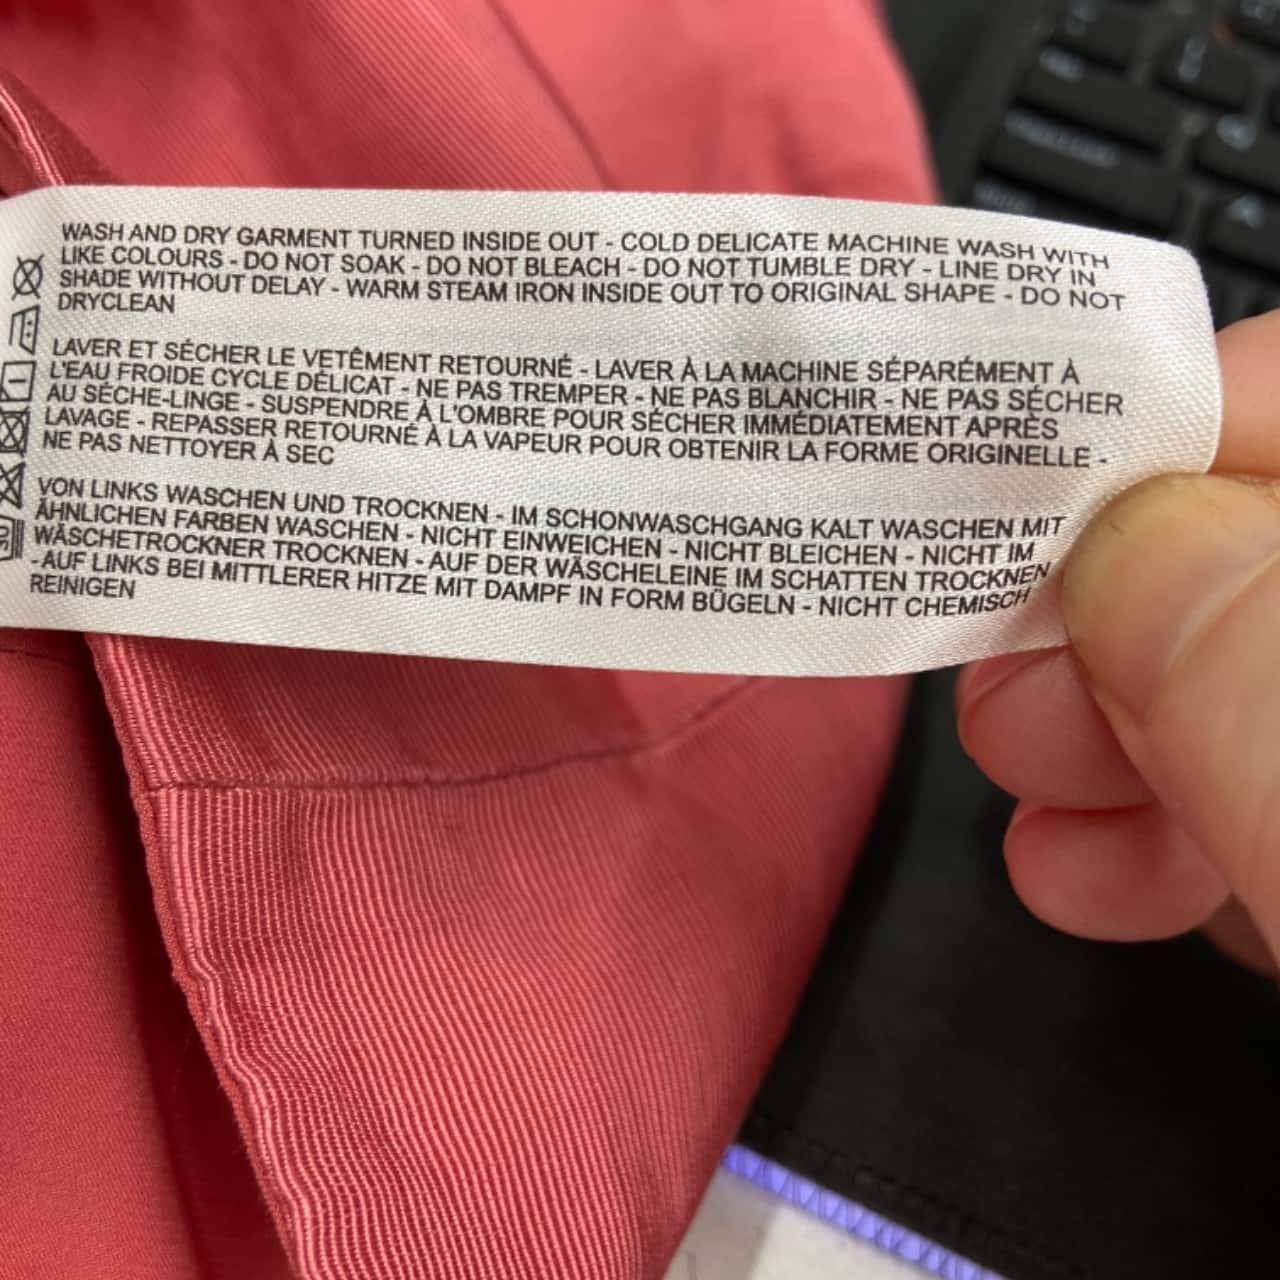 WASH AND DRY GARMENT TURNED INSIDE OUT - COLD DELICATE MACHINE WASH WITH
LIKE COLOURS - DO NOT SOAK - DO NOT BLEACH - DO NOT TUMBLE DRY - LINE DRY IN
SHADE WITHOUT DELAY - WARM STEAM IRON INSIDE OUT TO ORIGINAL SHAPE - DO NOT
DRYCLEAN
LAVER ET SÉCHER LE VETÊMENT RETOURNÉ - LAVER À LA MACHINE SÉPARÉMENT À
L'EAU FROIDE CYCLE DÉLICAT - NE PAS TREMPER - NE PAS BLANCHIR - NE PAS SÉCHER
AU SÈCHE-LINGE - SUSPENDRE À L'OMBRE POUR SÉCHER IMMÉDIATEMENT APRÈS
LAVAGE - REPASSER RETOURNÉ À LA VAPEUR POUR OBTENIR LA FORME ORIGINELLE -
NE PAS NETTOYER À SEC
VON LINKS WASCHEN UND TROCKNEN - IM SCHONWASCHGANG KALT WASCHEN MIT
ÄHNLICHEN FARBEN WASCHEN - NICHT EINWEICHEN - NICHT BLEICHEN - NICHT IM
WÄSCHETROCKNER TROCKNEN - AUF DER WÄSCHELEINE IM SCHATTEN TROCKNEN
- AUF LINKS BEI MITTLERER HITZE MIT DAMPF IN FORM BÜGELN - NICHT CHEMISCH
REINIGEN